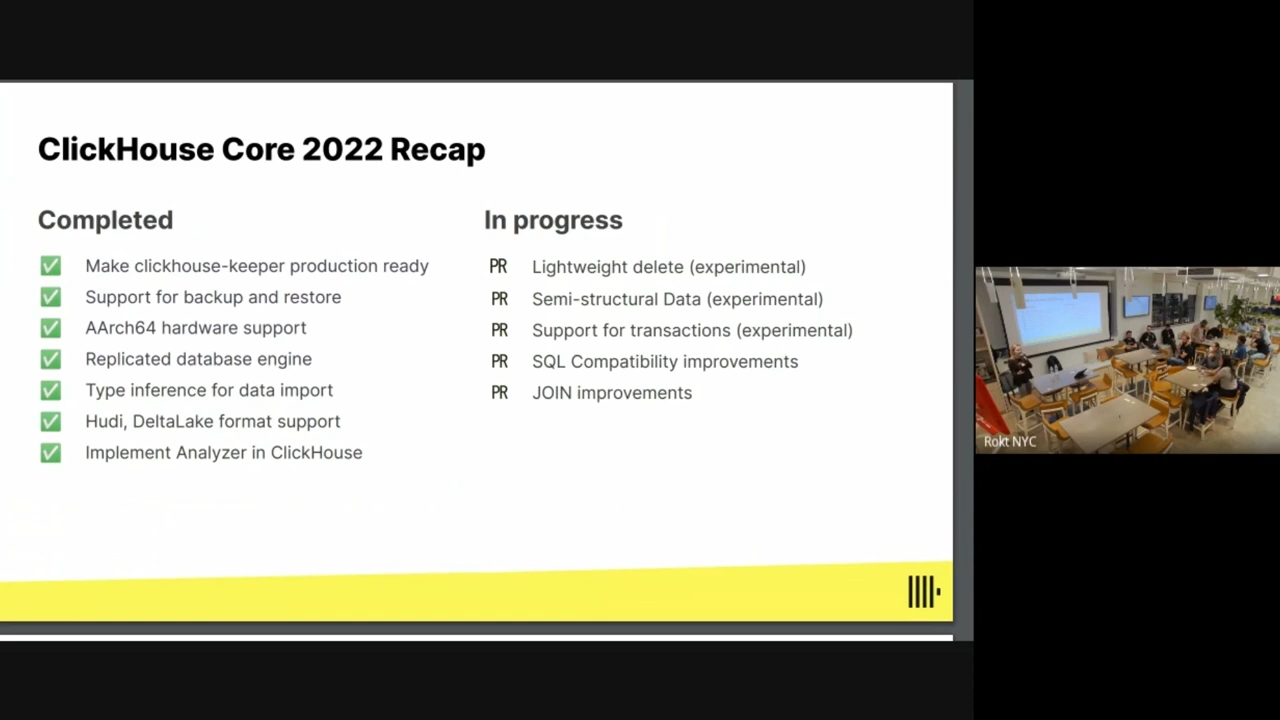 ClickHouse Core 2022 Recap
Completed
✅ Make clickhouse-keeper production ready
✅ Support for backup and restore
✅ AArch64 hardware support
✅ Replicated database engine
✅ Type inference for data import
✅ Hudi, DeltaLake format support
✅ Implement Analyzer in ClickHouse
In progress
PR Lightweight delete (experimental)
PR Semi-structural Data (experimental)
PR Support for transactions (experimental)
PR SQL Compatibility improvements
PR JOIN improvements
Rokt NYC